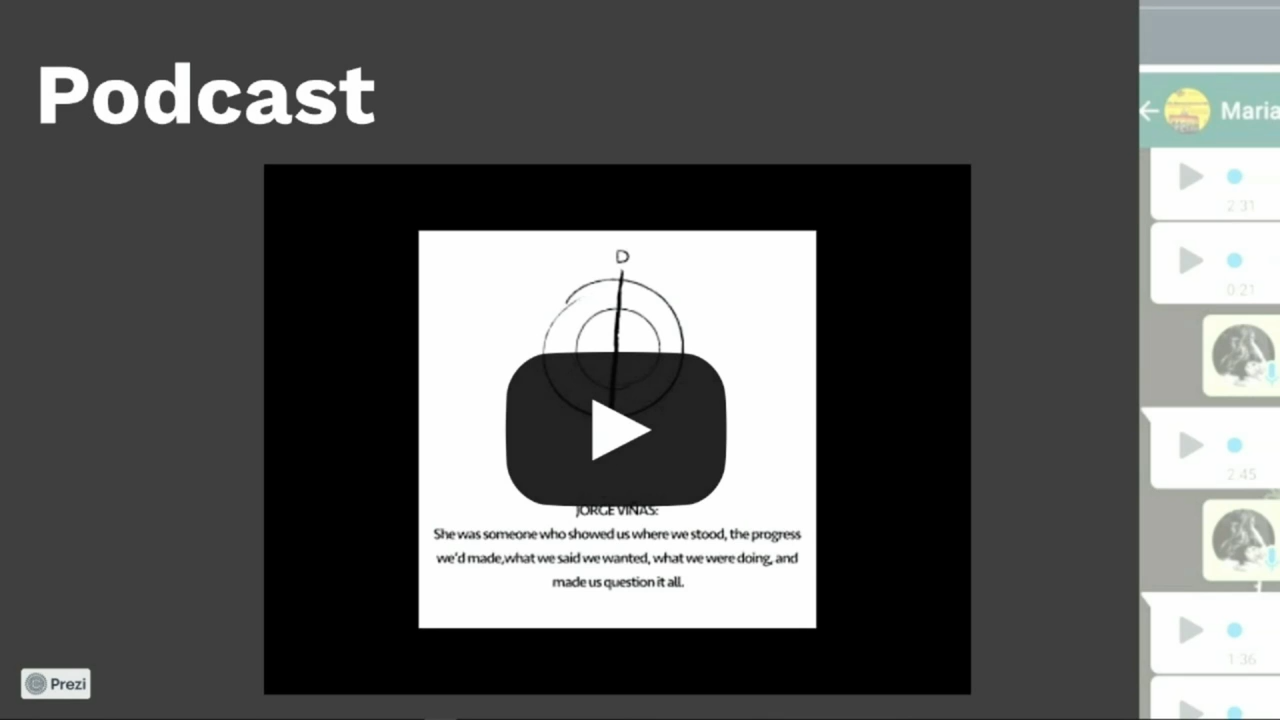 Podcast
D
JORGE VIÑAS:
She was someone who showed us where we stood, the progress
we'd made,what we said we wanted, what we were doing, and
made us question it all.
Prezi
Maria
2:31
0:21
2:45
1:36